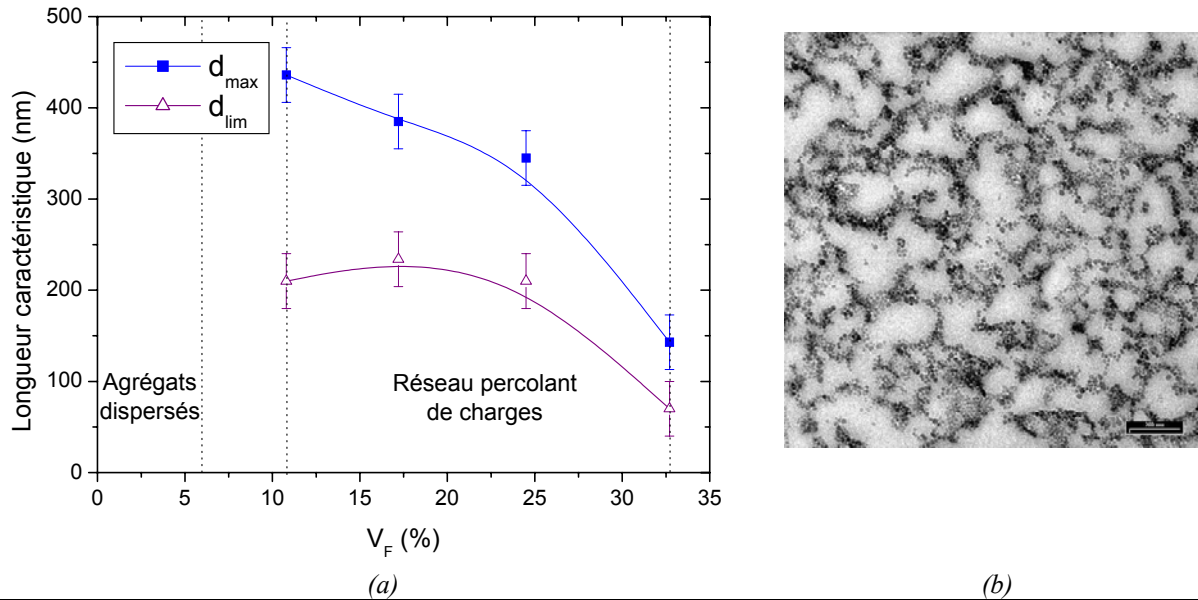 500
400
300
200
100
0
Longueur caractéristique (nm)
d_max
d_lim
Agrégats
dispersés
Réseau percolant
de charges
0 5 10 15 20 25 30 35
V_F (%)
(a)
(b)